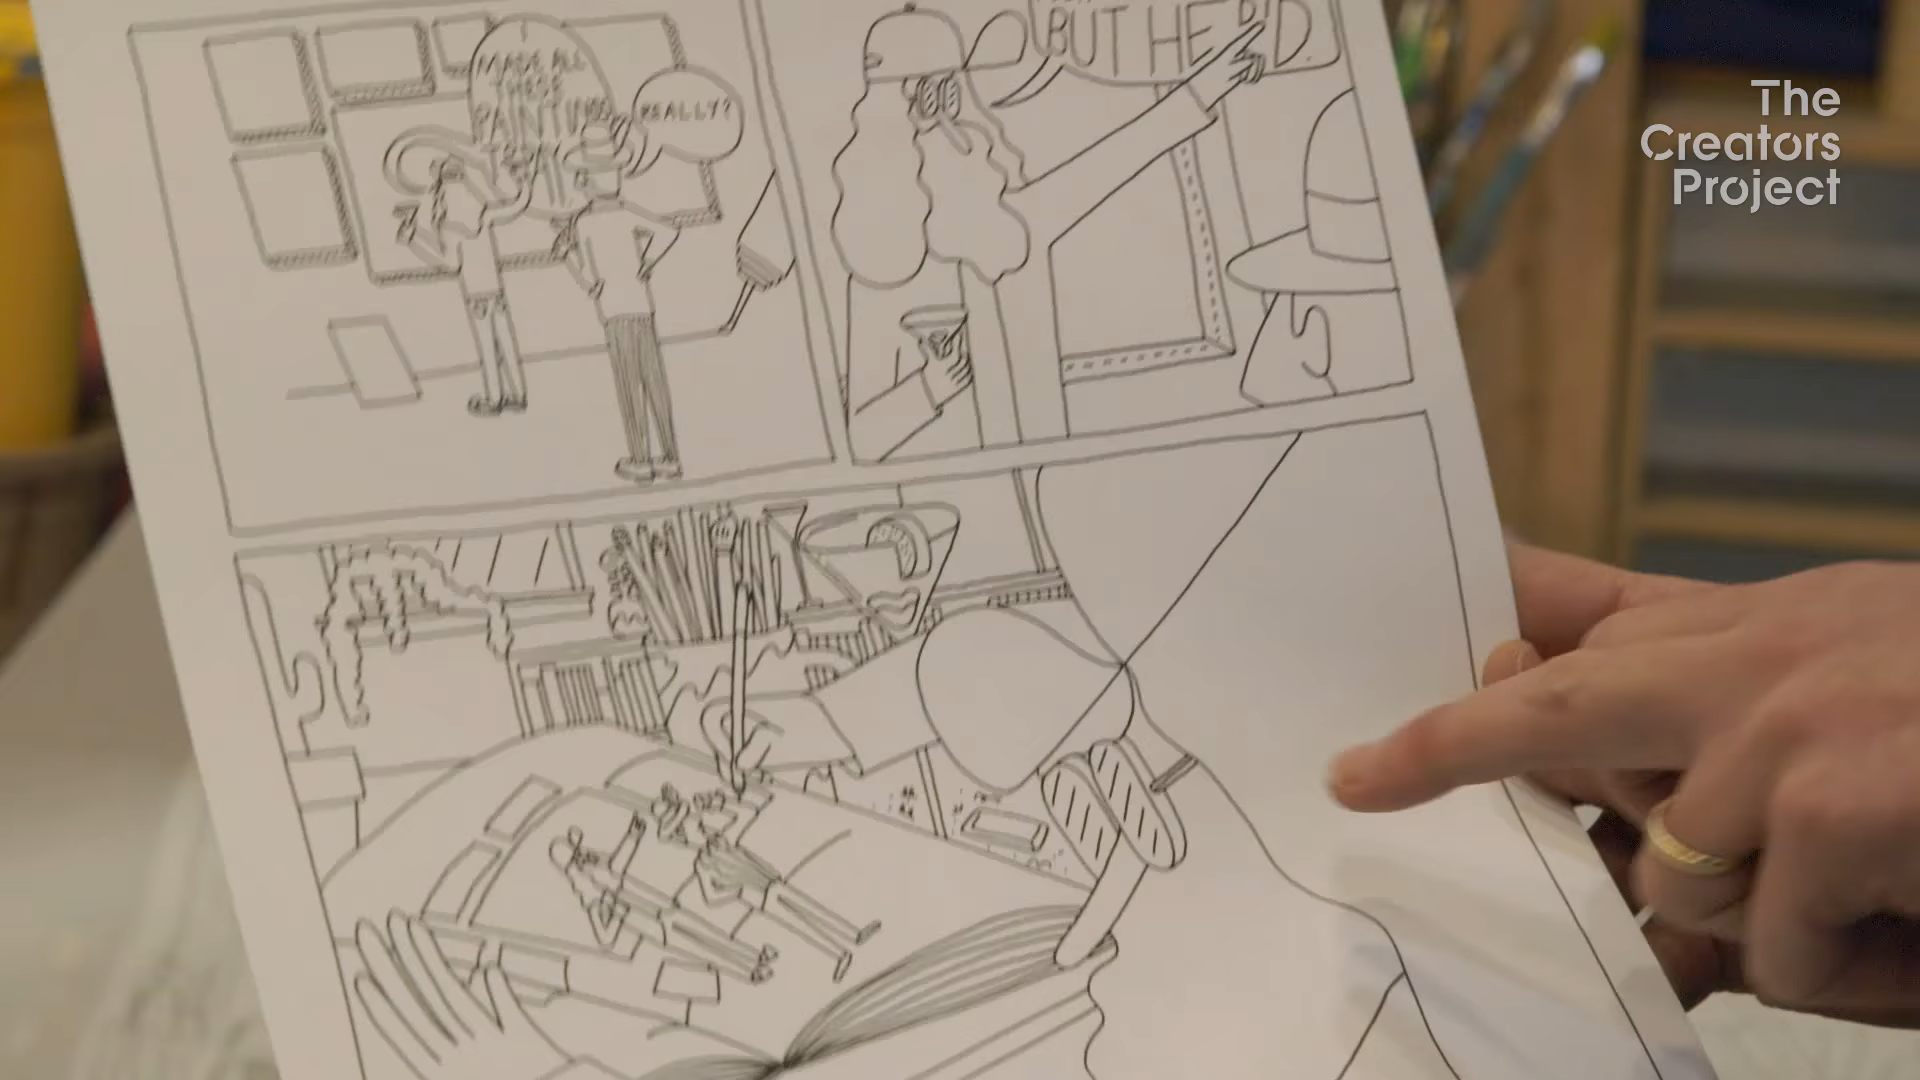 MADE ALL
THESE
PAINTINGS
REALLY?
BUT HE DID.
The
Creators
Project